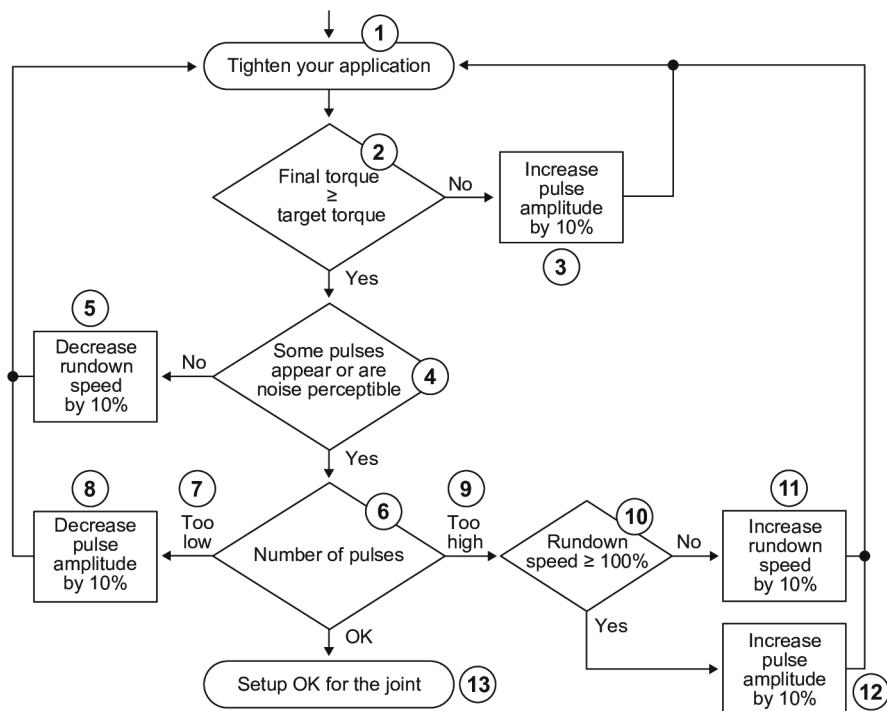 1
Tighten your application
2
Final torque
≥
target torque
No
Increase
pulse
amplitude
by 10%
3
Yes
5
Decrease
rundown
speed
by 10%
No
Some pulses
appear or are
noise perceptible
4
Yes
8
Decrease
pulse
amplitude
by 10%
7
Too
low
6
Number of pulses
9
Too
high
10
Rundown
speed ≥ 100%
No
11
Increase
rundown
speed
by 10%
Yes
Increase
pulse
amplitude
by 10%
12
OK
Setup OK for the joint
13